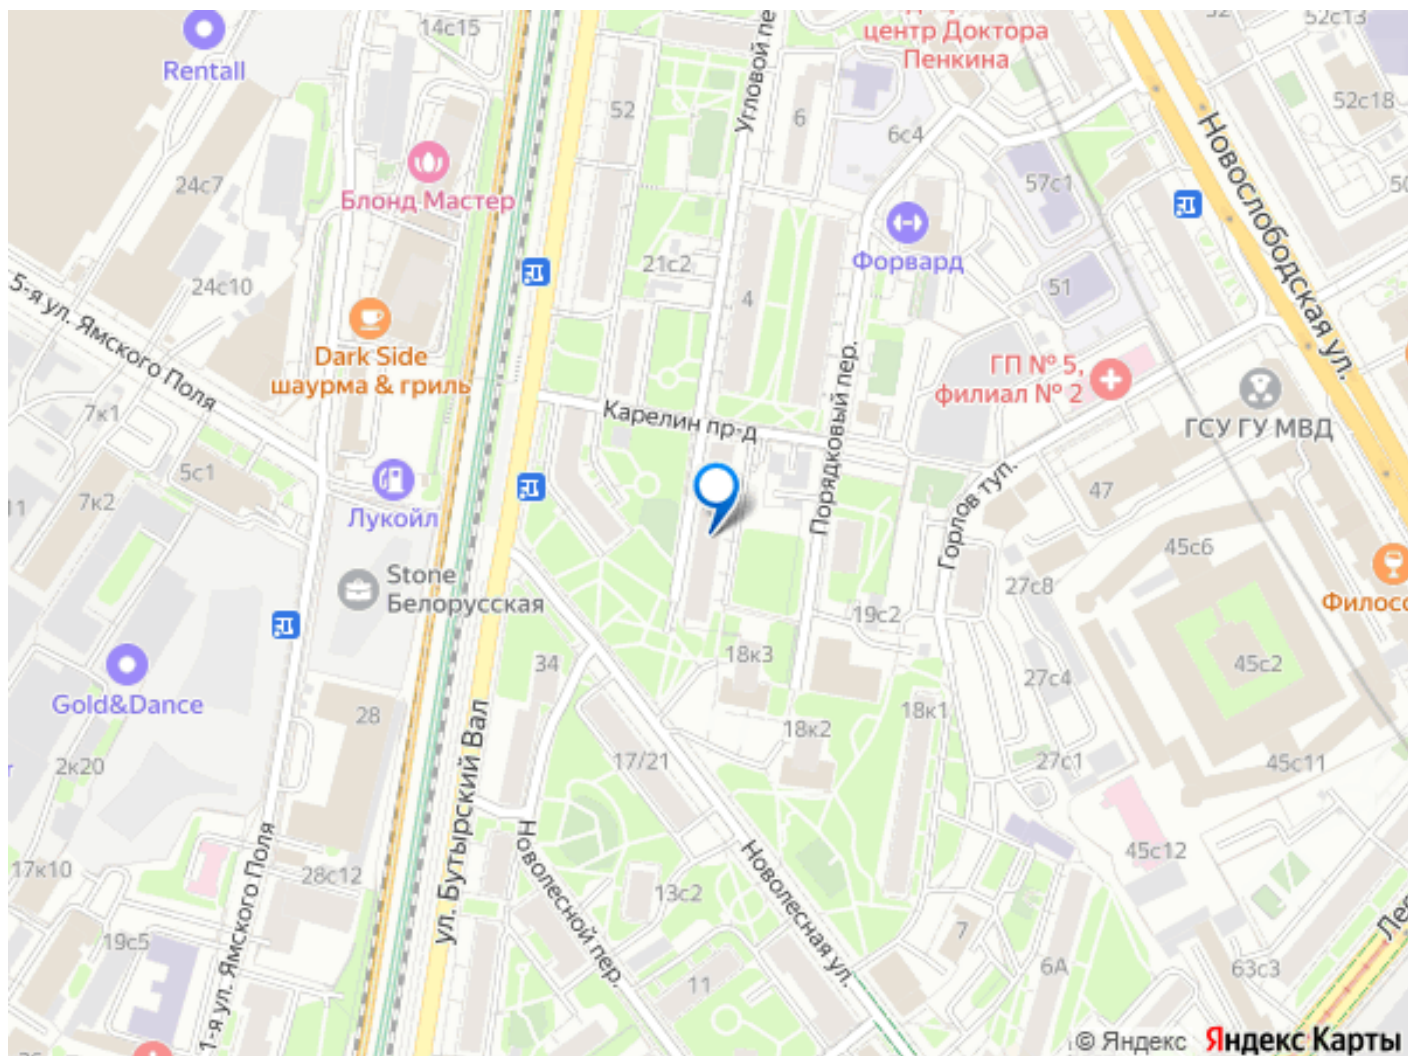 14с15
центр Доктора
Пенкина
52с13
Rentall
Угловой пе
52
6
6с4
52с18
Новослободская ул.
24с7
Блонд Мастер
57с1
50
21с2
Форвард
5-я ул. Ямского Поля
24с10
4
51
Dark Side
шаурма & гриль
Порядковый пер.
ГП № 5,
филиал № 2
7к1
Карелин пр-д
ГСУ ГУ МВД
5с1
7к2
11
Лукойл
Горлов туп.
47
45с6
Stone
Белорусская
27с8
Филосо
19с2
34
18к3
45с2
Gold&Dance
27с4
28
18к2
18к1
2к20
17/21
27с1
45с11
ул. Бутырский Вал
1-я ул. Ямского Поля
Новолесной пер.
Новолесная ул.
45с12
17к10
28с12
13с2
7
19с5
11
6А
63с3
Лес
© Яндекс Яндекс Карты